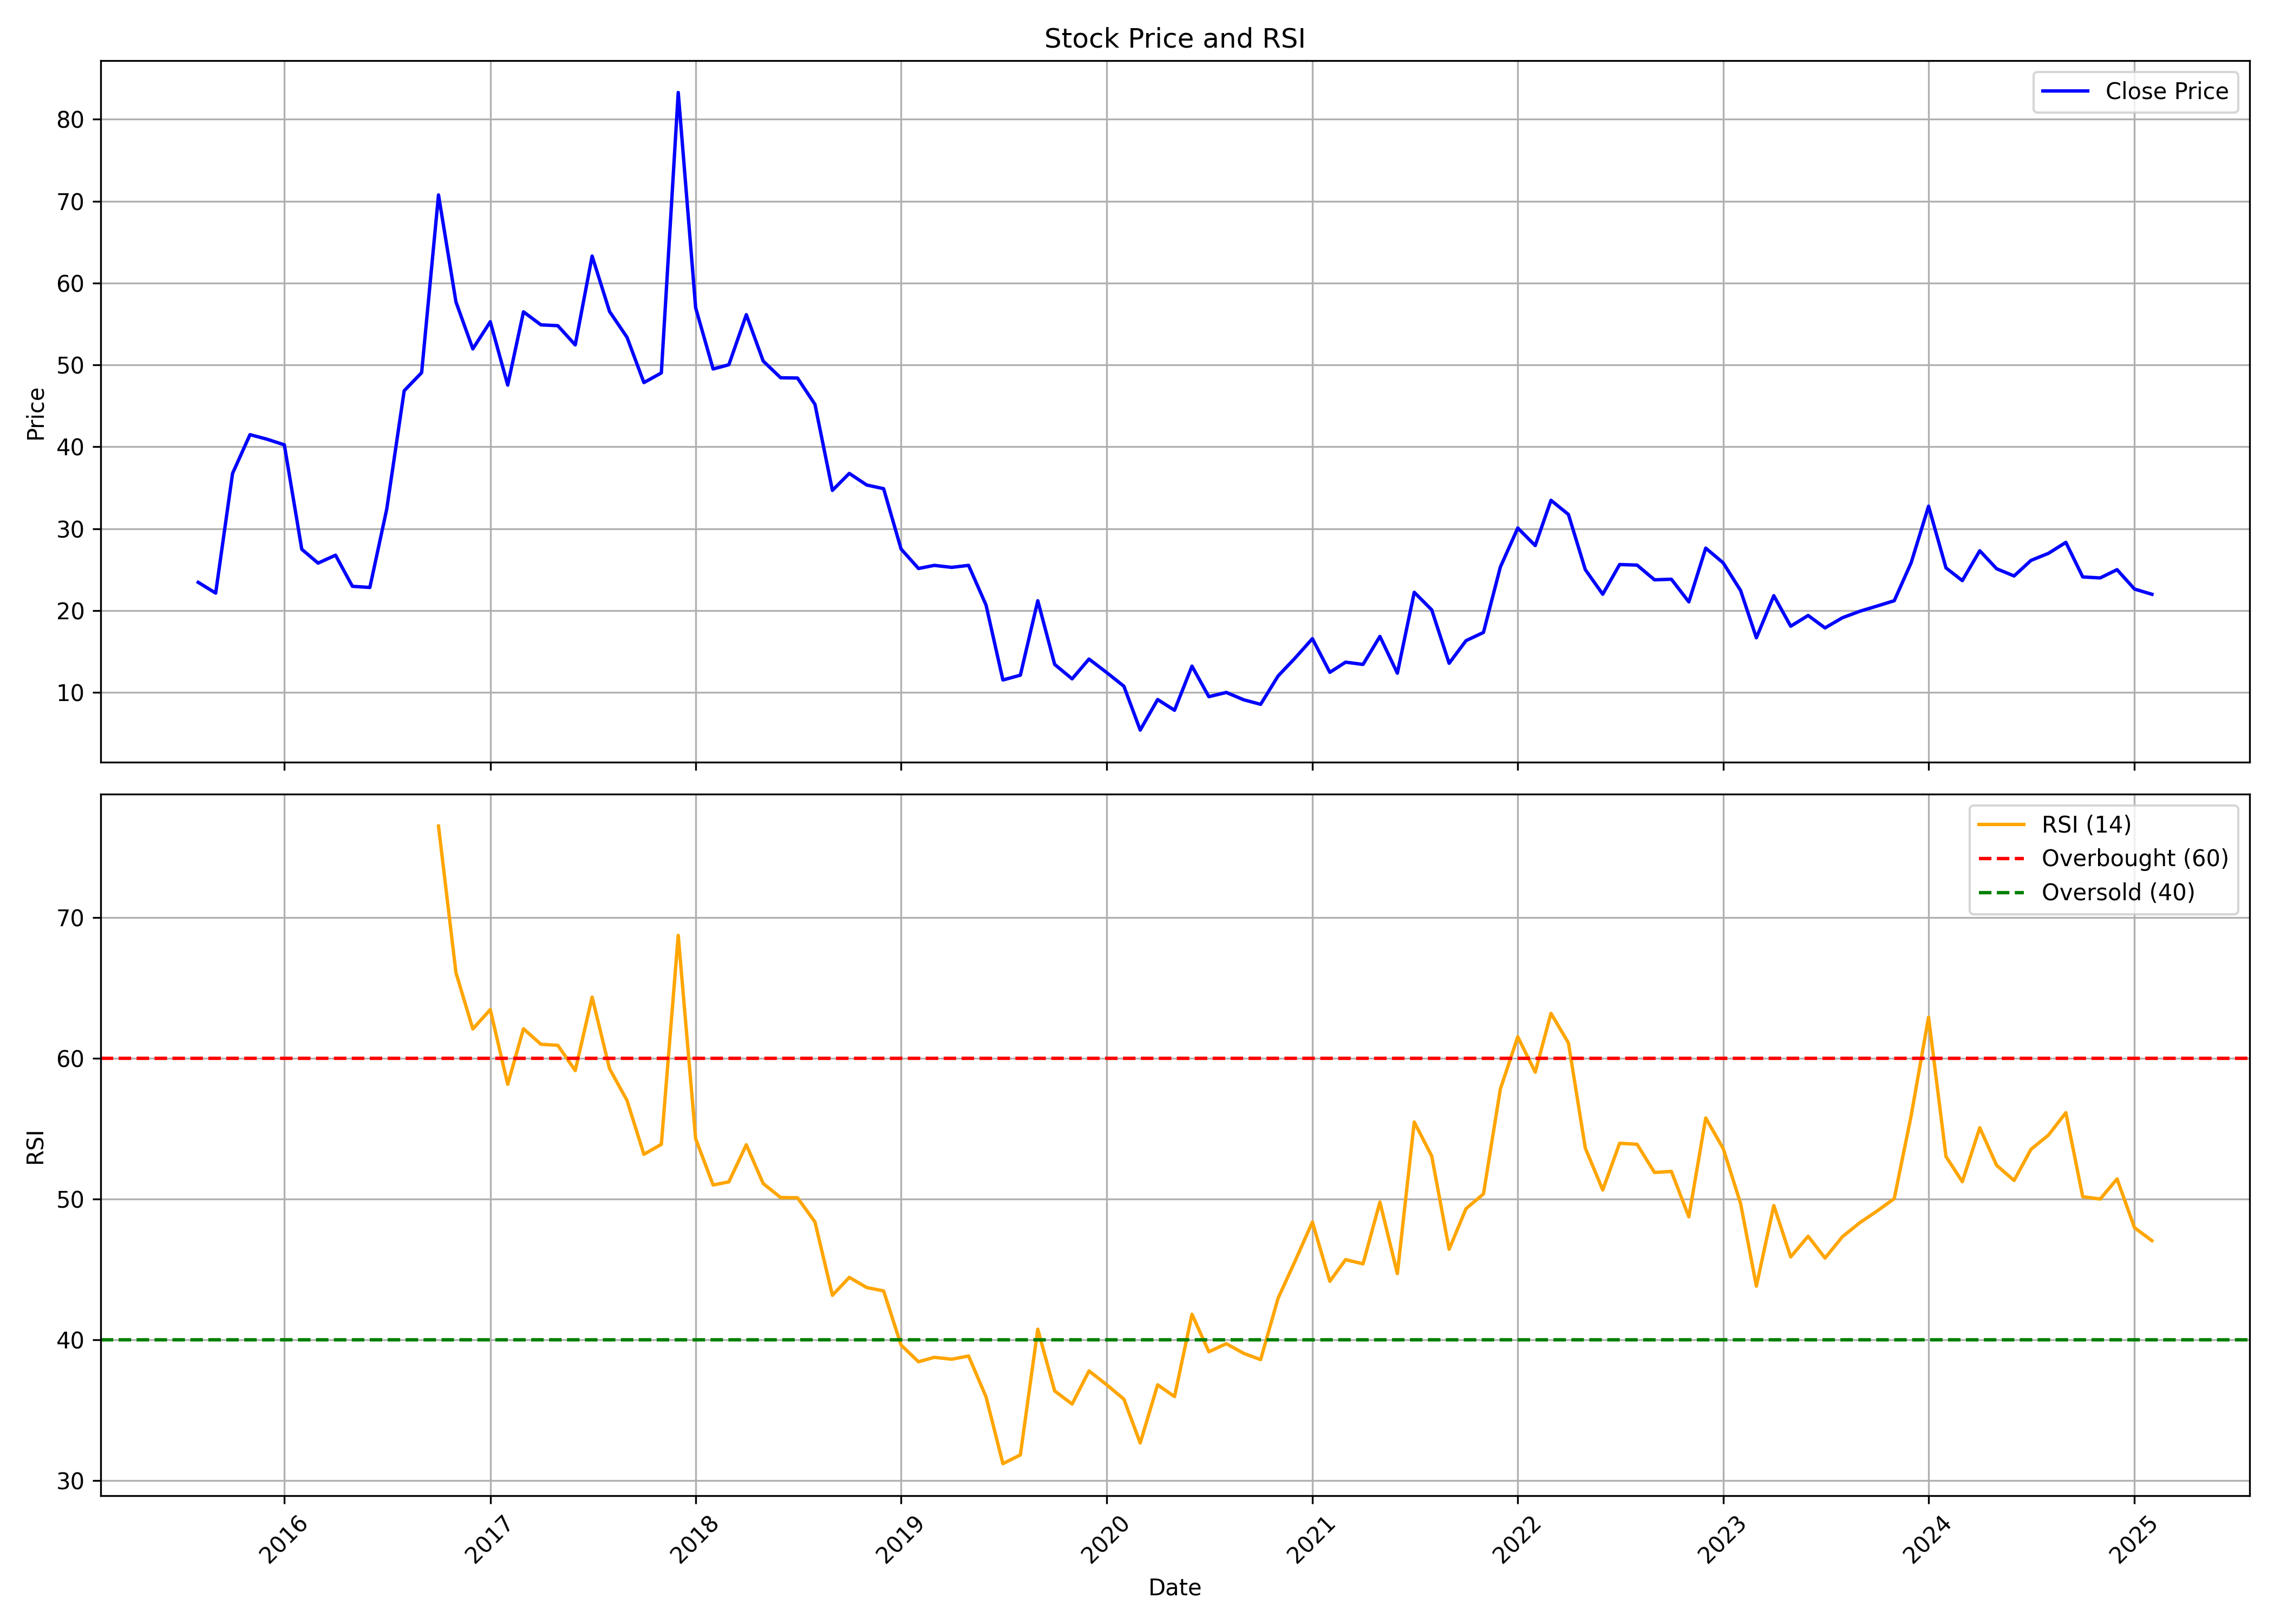 Stock Price and RSI
Close Price
80
70
60
50
40
30
20
10
Price
RSI (14)
Overbought (60)
Oversold (40)
70
60
50
40
30
RSI
2016
2017
2018
2019
2020
2021
2022
2023
2024
2025
Date